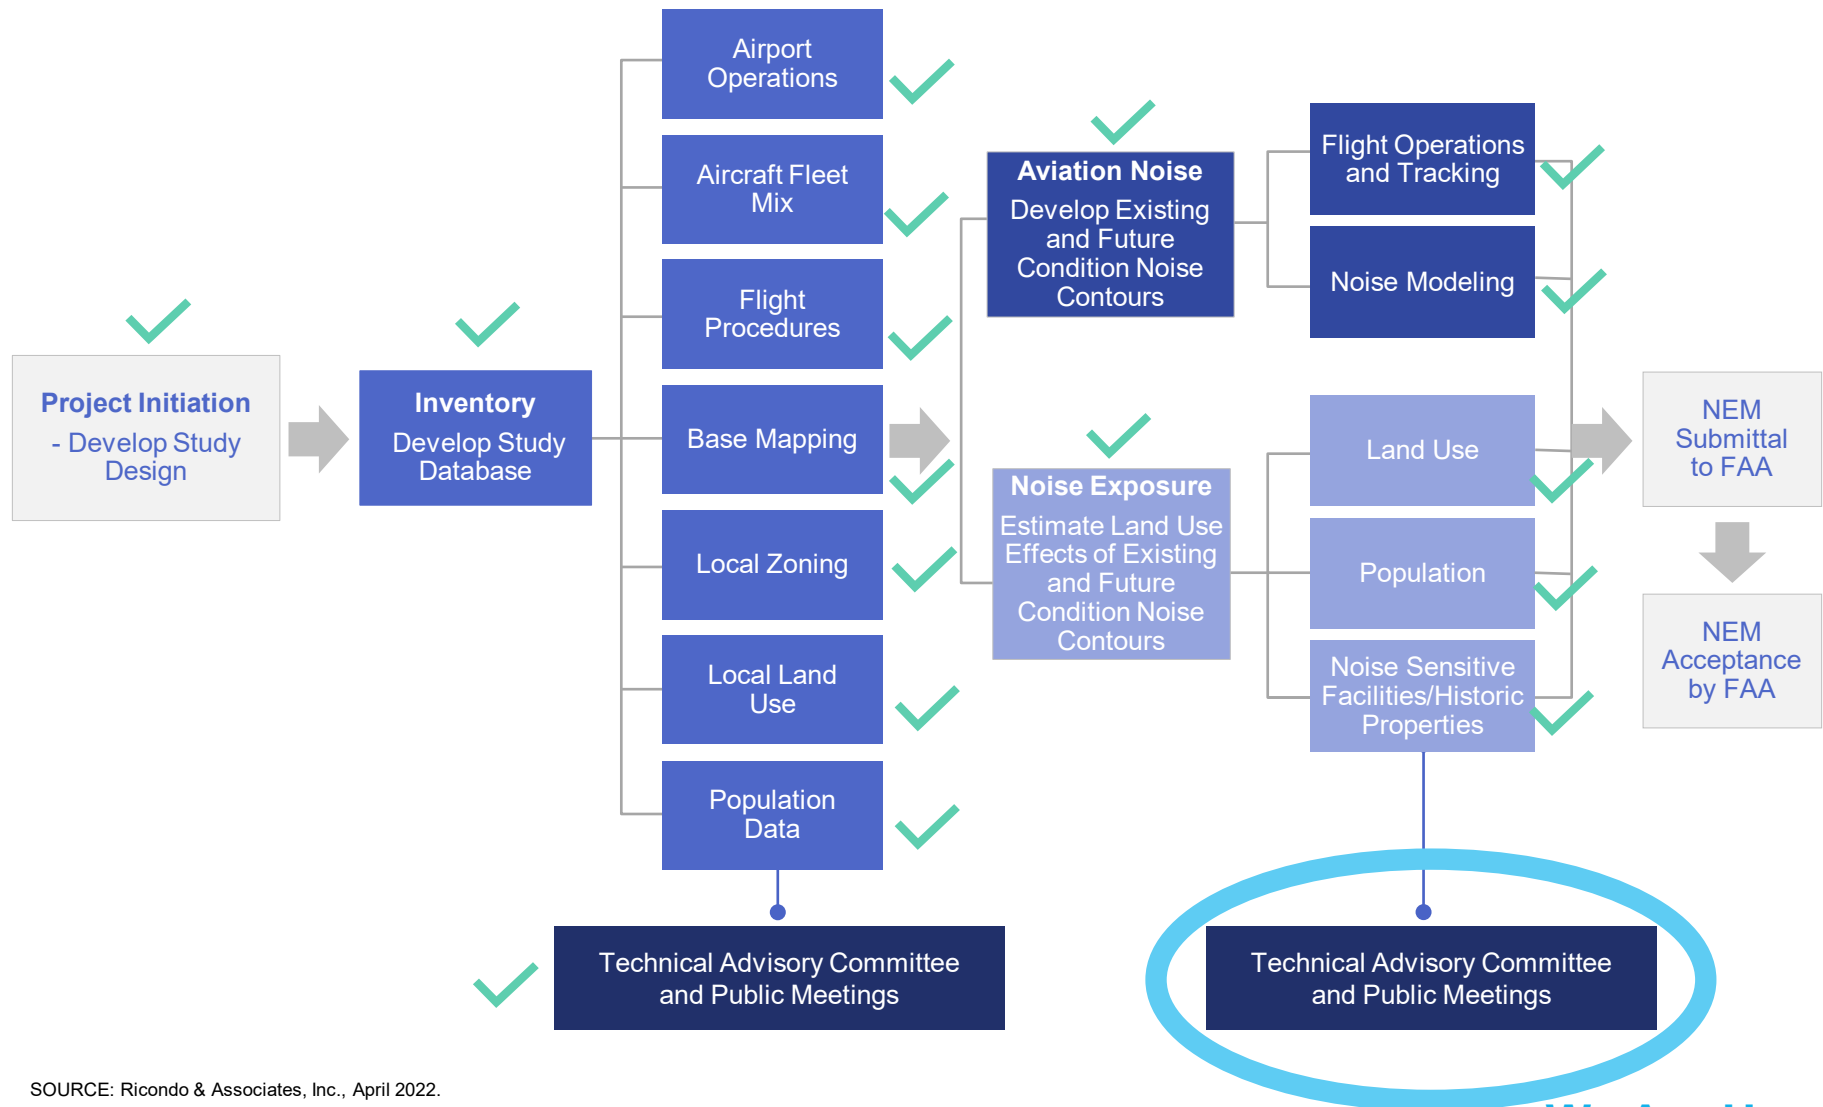 Project Initiation
- Develop Study
Design
Inventory
Develop Study
Database
Airport
Operations
Aircraft Fleet
Mix
Flight
Procedures
Base Mapping
Local Zoning
Local Land
Use
Population
Data
Technical Advisory Committee
and Public Meetings
Aviation Noise
Develop Existing
and Future
Condition Noise
Contours
Noise Exposure
Estimate Land Use
Effects of Existing
and Future
Condition Noise
Contours
Flight Operations
and Tracking
Noise Modeling
Land Use
Population
Noise Sensitive
Facilities/Historic
Properties
Technical Advisory Committee
and Public Meetings
NEM
Submittal
to FAA
NEM
Acceptance
by FAA
SOURCE: Ricondo & Associates, Inc., April 2022.